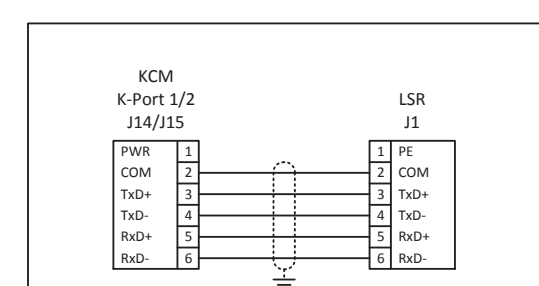 KCM
K-Port 1/2
J14/J15
LSR
J1
PWR 1 1 PE
COM 2 2 COM
TxD+ 3 3 TxD+
TxD- 4 4 TxD-
RxD+ 5 5 RxD+
RxD- 6 6 RxD-